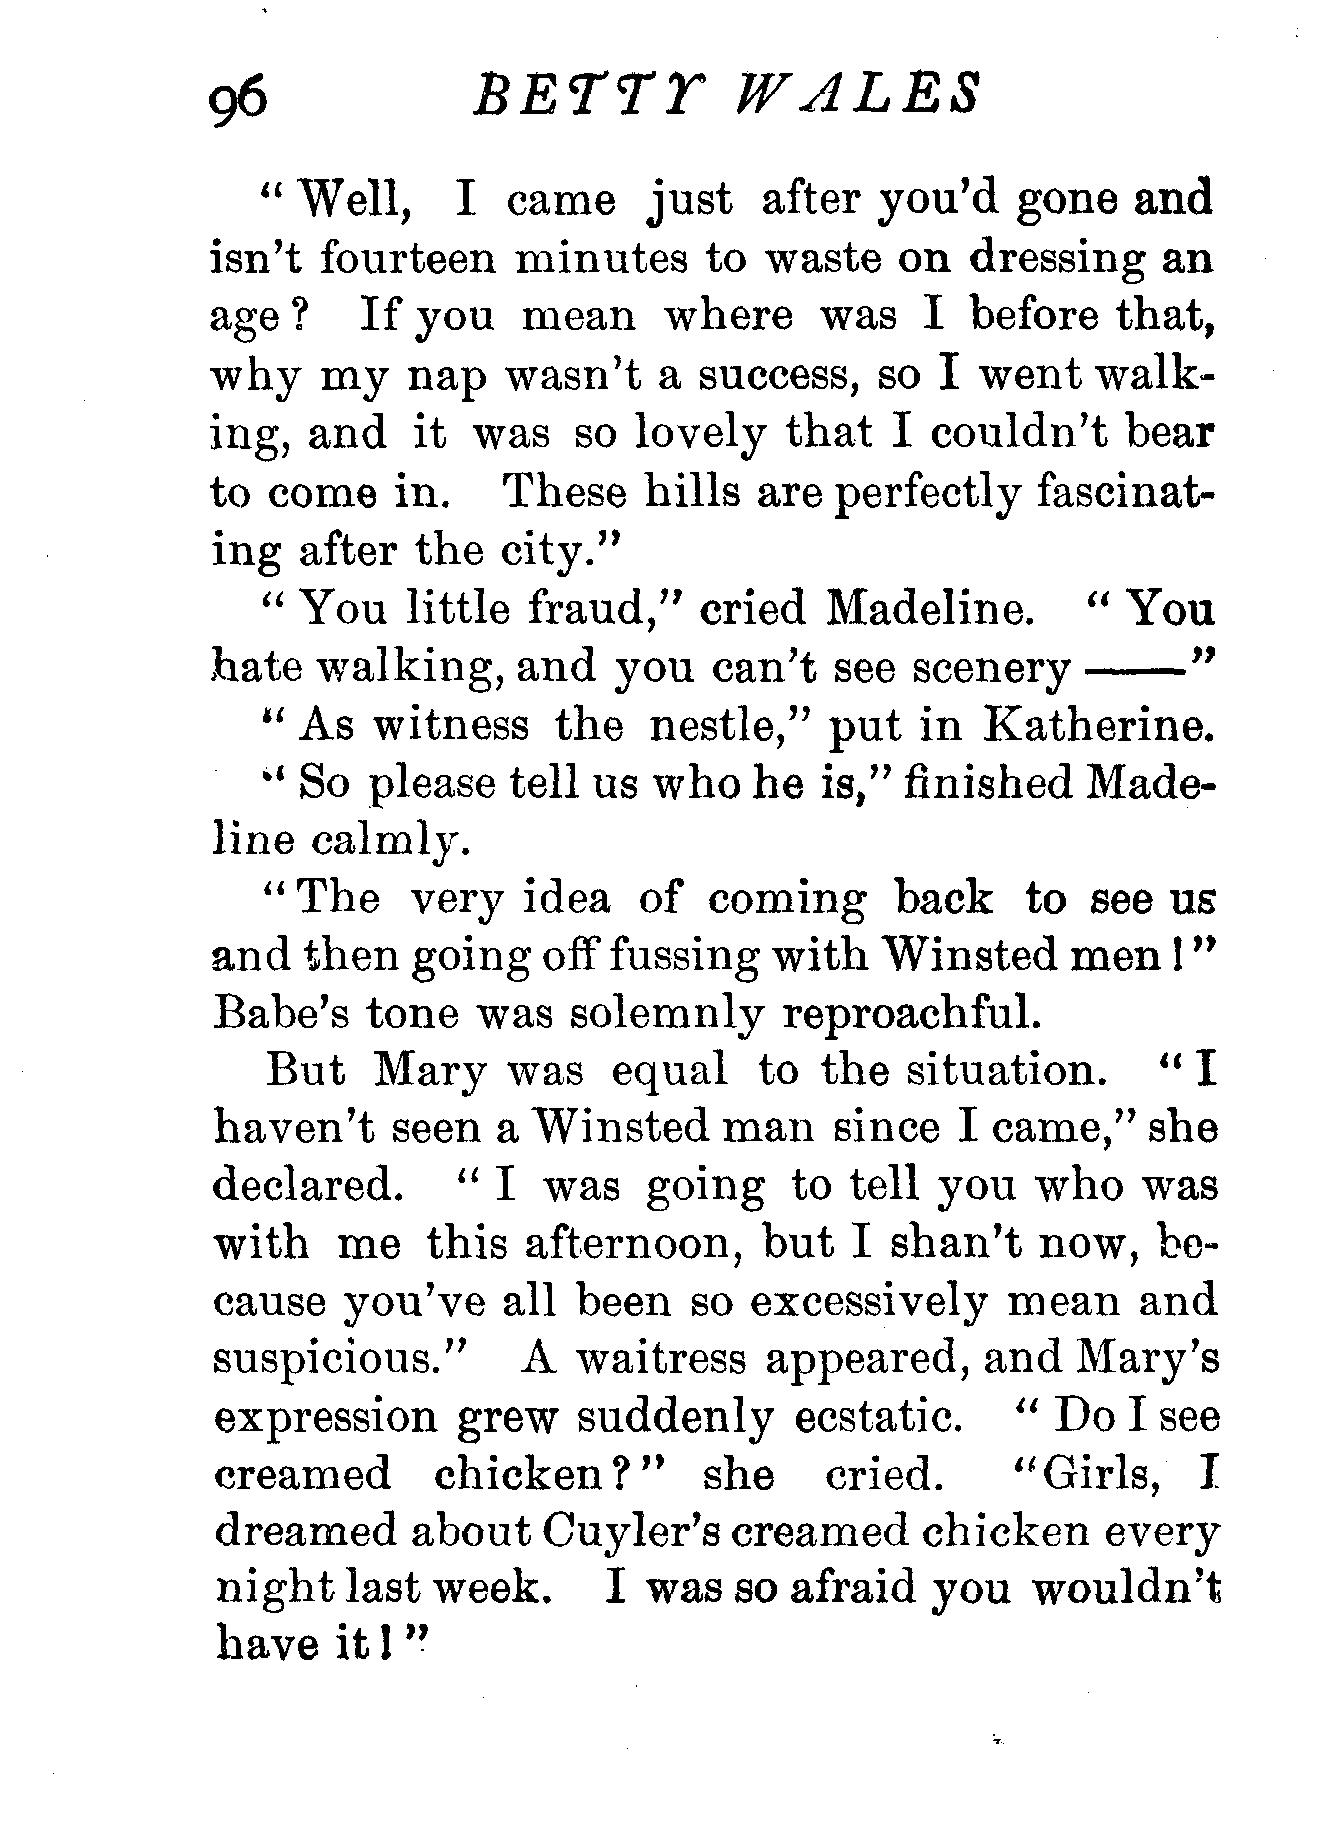 96 BETTY WALES
“ Well, I came just after you’d gone and
isn’t fourteen minutes to waste on dressing an
age ? If you mean where was I before that,
why my nap wasn’t a success, so I went walk-
ing, and it was so lovely that I couldn’t bear
to come in. These hills are perfectly fascinat-
ing after the city.”
“ You little fraud,” cried Madeline. “ You
hate walking, and you can’t see scenery ——”
“ As witness the nestle,” put in Katherine.
“ So please tell us who he is,” finished Made-
line calmly.
“ The very idea of coming back to see us
and then going off fussing with Winsted men ! ”
Babe’s tone was solemnly reproachful.
But Mary was equal to the situation. “ I
haven’t seen a Winsted man since I came,” she
declared. “ I was going to tell you who was
with me this afternoon, but I shan’t now, be-
cause you’ve all been so excessively mean and
suspicious.” A waitress appeared, and Mary’s
expression grew suddenly ecstatic. “ Do I see
creamed chicken ? ” she cried. “ Girls, I
dreamed about Cuyler’s creamed chicken every
night last week. I was so afraid you wouldn’t
have it ! ”